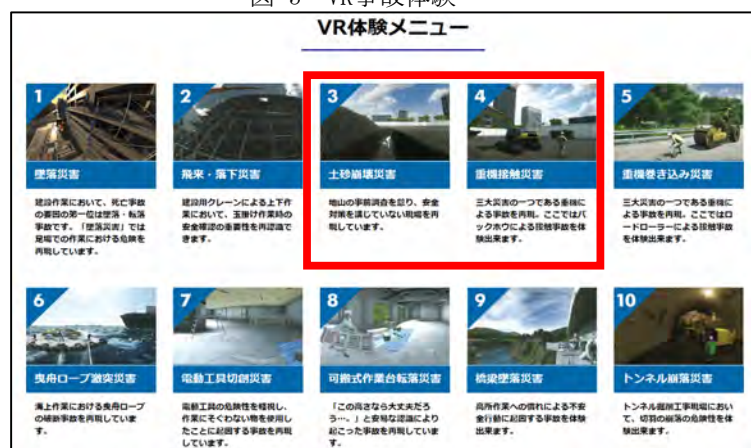 図 3 VR事故体験
VR体験メニュー
1
墜落災害
建設作業において、死亡事故
の要因の第一位は墜落・転落
事故です。「墜落災害」では
足場での作業における危険を
再現しています。
2
飛来・落下災害
建設用クレーンによる上下作
業において、玉掛け作業時の
安全確認の重要性を再認識で
きます。
3
土砂崩壊災害
地山の事前調査を怠り、安全
対策を講じていない現場を再
現しています。
4
重機接触災害
三大災害の一つである重機に
よる事故を再現。ここではバ
ックホウによる接触事故を体
験出来ます。
5
重機巻き込み災害
三大災害の一つである重機に
よる事故を再現。ここではロ
ードローラーによる接触事故
を体験出来ます。
6
曳舟ロープ激突災害
海上作業における曳舟ロープ
の破断事故を再現していま
す。
7
電動工具切創災害
電動工具の危険性を軽視し、
作業にそぐわない物を使用し
たことに起因する事故を再現
しています。
8
可搬式作業台転落災害
「この高さなら大丈夫だろ
う…。」と安易な認識により
起こった事故を再現していま
す。
9
橋梁墜落災害
高所作業への慣れによる不安
全行動に起因する事故を体験
出来ます。
10
トンネル崩落災害
トンネル掘削工事現場におい
て、切羽の崩落の危険性を体
験出来ます。